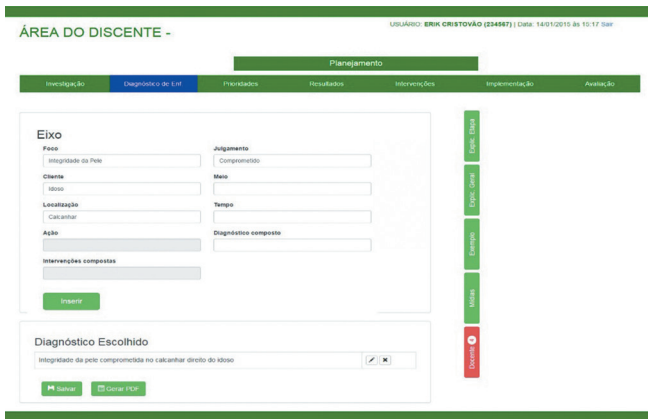 USUÁRIO: ERIK CRISTOVÃO (234567) | Data: 14/01/2015 às 15:17 Sair
ÁREA DO DISCENTE -
Planejamento
Investigação Diagnóstico de Enf Prioridades Resultados Intervenções Implementação Avaliação
Eixo
Foco Julgamento
Integridade da Pele Comprometido
Cliente Meio
Idoso
Localização Tempo
Calcanhar
Ação Diagnóstico composto
Intervenções compostas
Inserir
Explic. Etapa
Explic. Geral
Exemplo
Mídias
Docente
Diagnóstico Escolhido
Integridade da pele comprometida no calcanhar direito do idoso
Salvar Gerar PDF